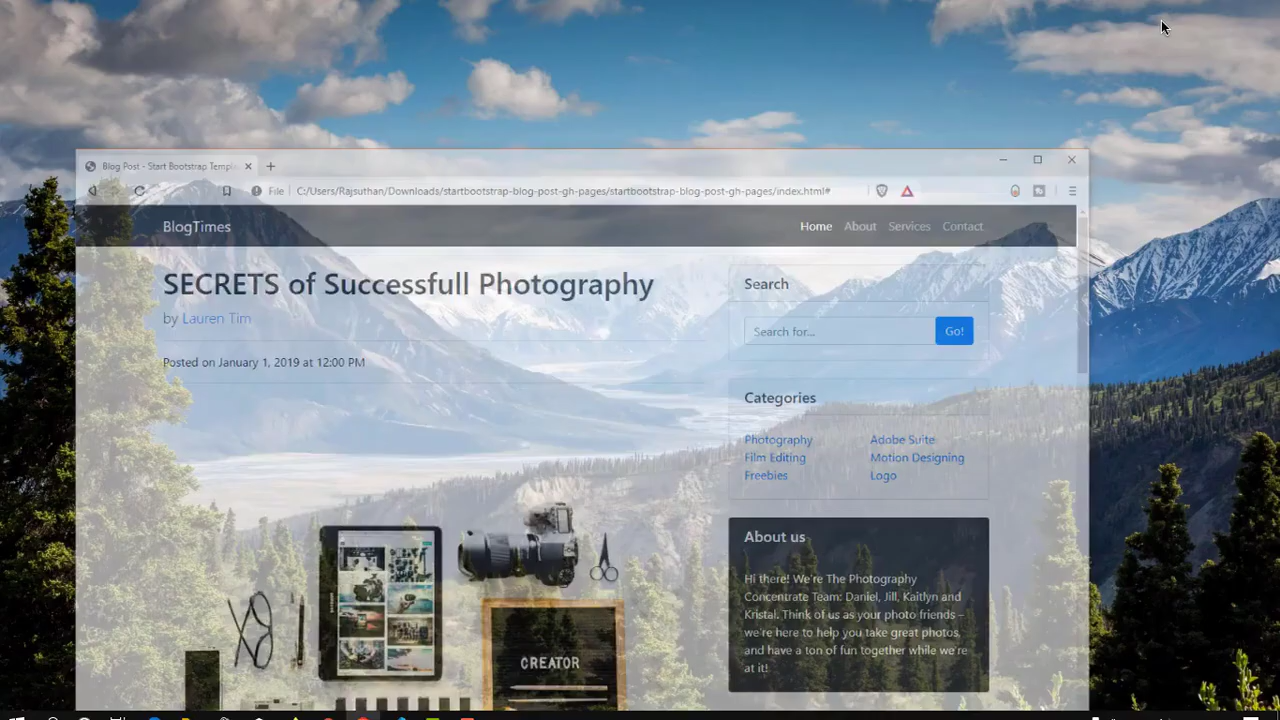 Blog Post - Start Bootstrap Templ
File
C:/Users/Rajsuthan/Downloads/startbootstrap-blog-post-gh-pages/startbootstrap-blog-post-gh-pages/index.html#
BlogTimes
Home
About
Services
Contact
SECRETS of Successfull Photography
by Lauren Tim
Posted on January 1, 2019 at 12:00 PM
Search
Search for...
Go!
Categories
Photography
Adobe Suite
Film Editing
Motion Designing
Freebies
Logo
CREATOR
About us
Hi there! We're The Photography
Concentrate Team: Daniel, Jill, Kaitlyn and
Kristal. Think of us as your photo friends –
we're here to help you take great photos,
and have a ton of fun together while we're
at it!